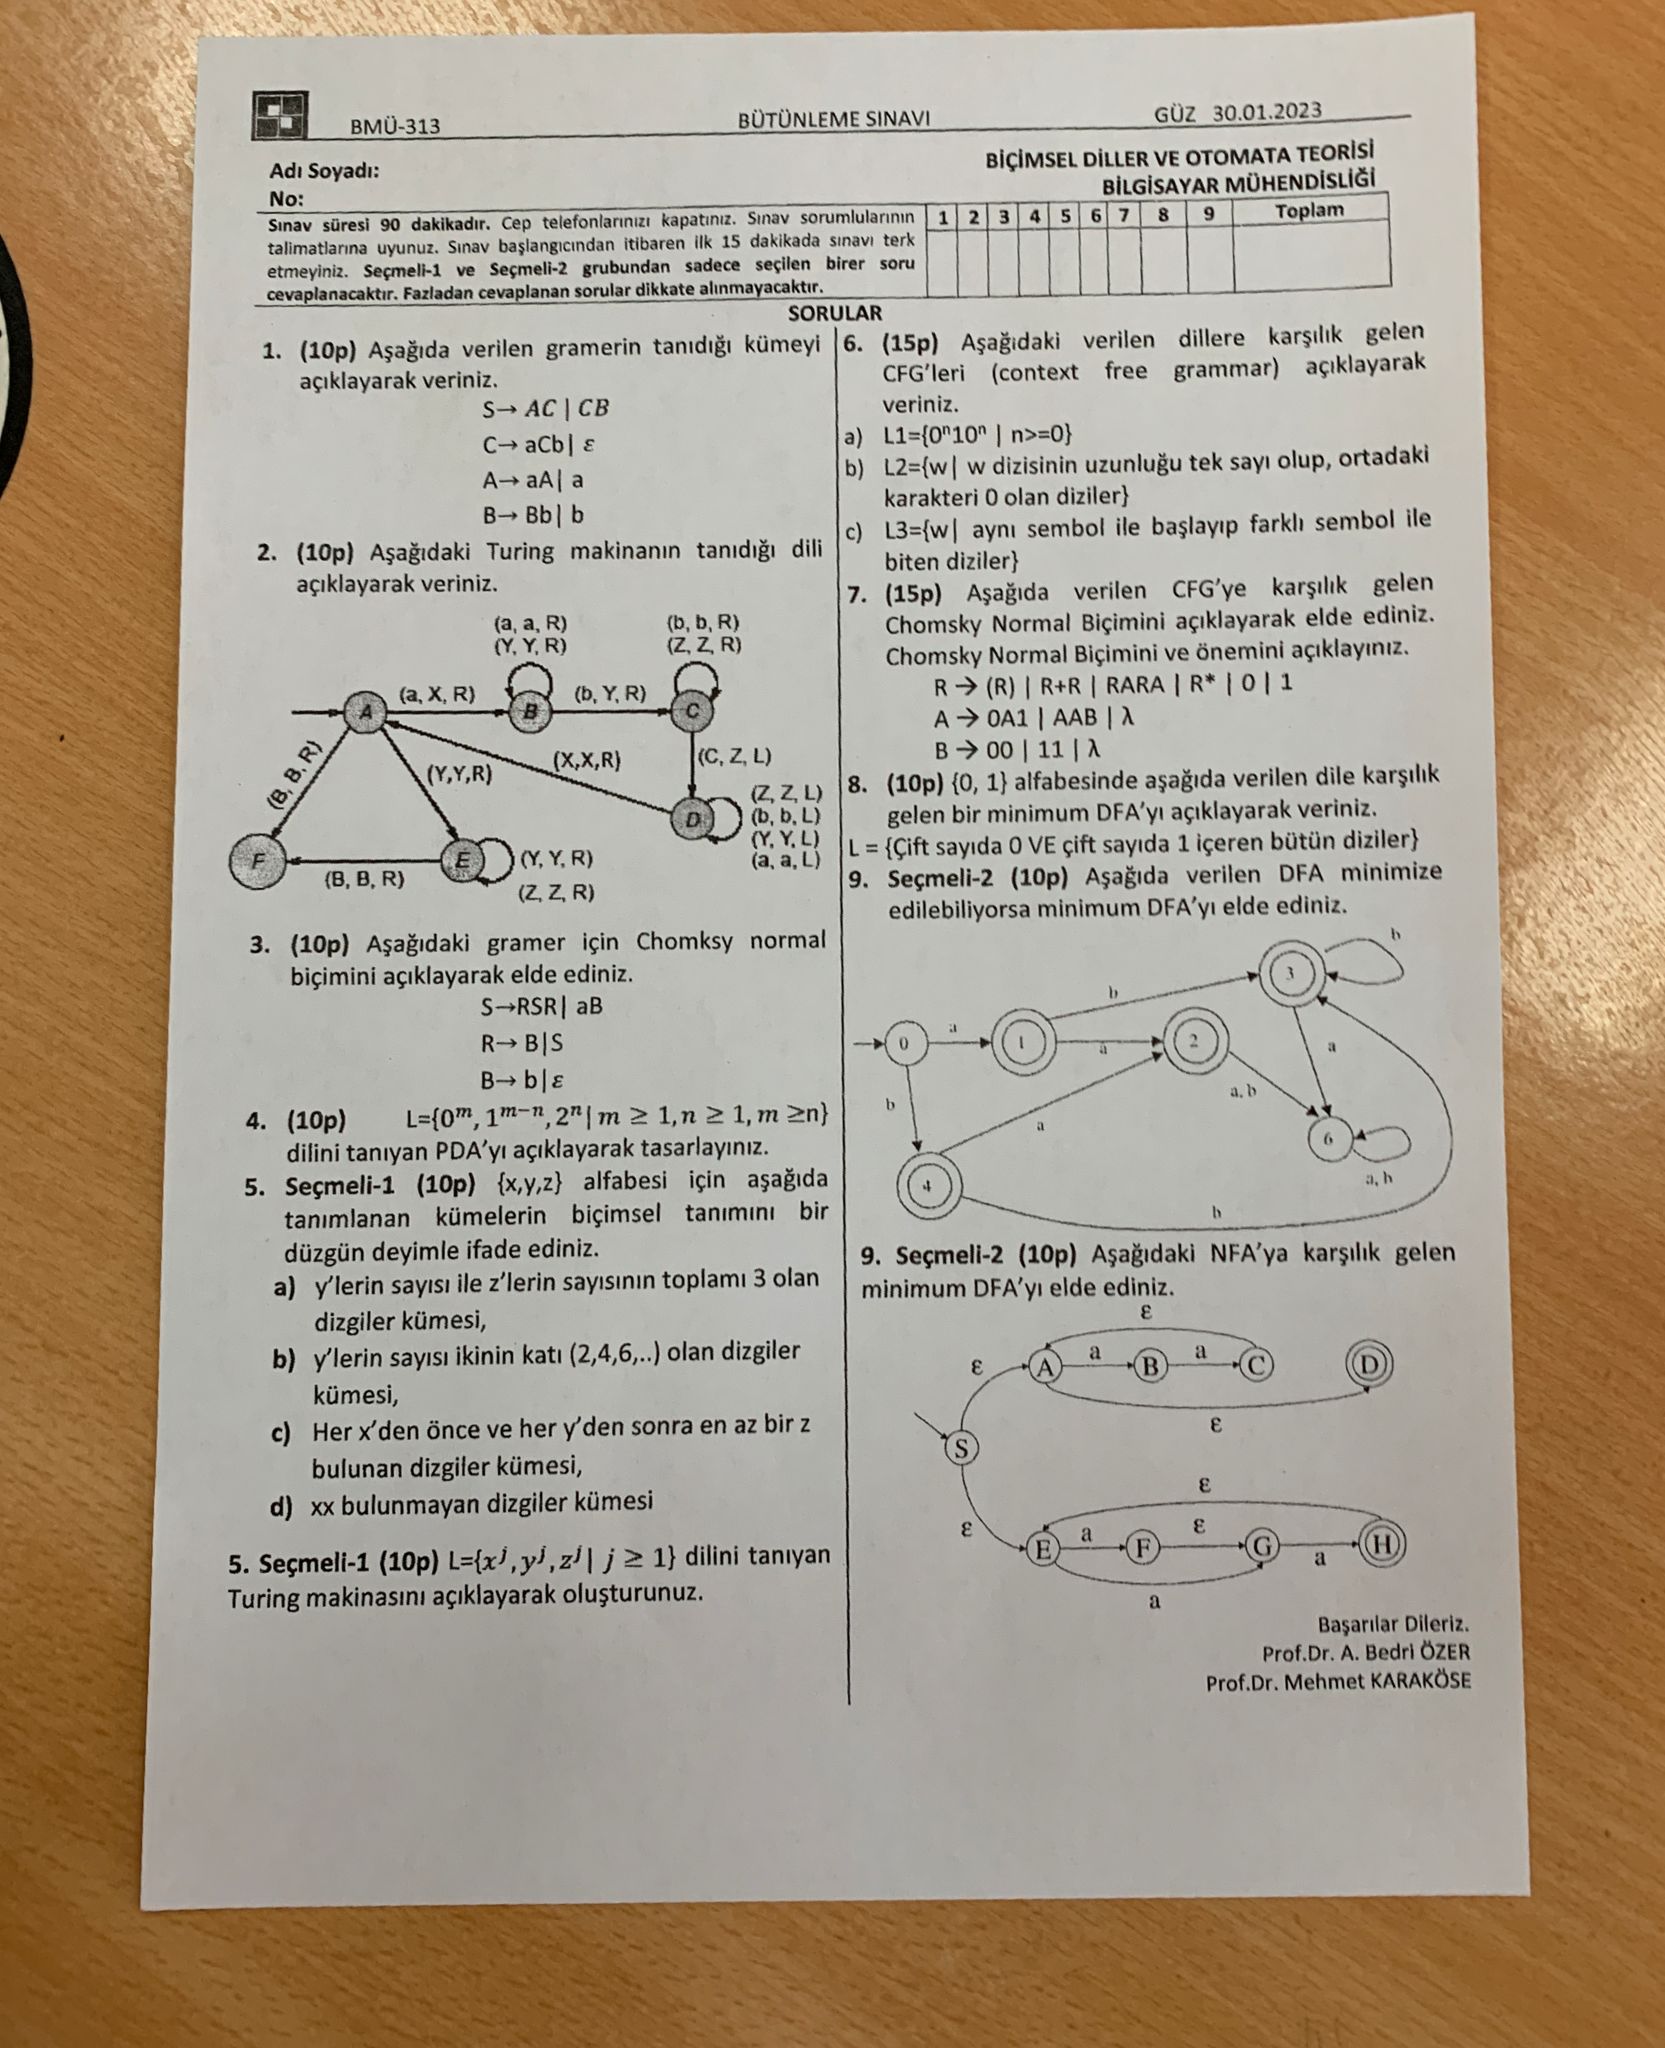 BMÜ-313 BÜTÜNLEME SINAVI GÜZ 30.01.2023
Adı Soyadı:
No:
BİÇİMSEL DİLLER VE OTOMATA TEORİSİ
BİLGİSAYAR MÜHENDİSLİĞİ
Sınav süresi 90 dakikadır. Cep telefonlarınızı kapatınız. Sınav sorumlularının
talimatlarına uyunuz. Sınav başlangıcından itibaren ilk 15 dakikada sınavı terk
etmeyiniz. Seçmeli-1 ve Seçmeli-2 grubundan sadece seçilen birer soru
cevaplanacaktır. Fazladan cevaplanan sorular dikkate alınmayacaktır.
1 2 3 4 5 6 7 8 9 Toplam
SORULAR
1. (10p) Aşağıda verilen gramerin tanıdığı kümeyi
açıklayarak veriniz.
S→ AC | CB
C→ aCb| ε
A→ aA| a
B→ Bb| b
2. (10p) Aşağıdaki Turing makinanın tanıdığı dili
açıklayarak veriniz.
(a, a, R)
(Y, Y, R)
(b, b, R)
(Z, Z, R)
A
(a, X, R)
B
(b, Y, R)
C
(B, B, R)
(Y,Y,R)
(X,X,R)
(C, Z, L)
D
(Z, Z, L)
(b, b, L)
(Y, Y, L)
(a, a, L)
F
(B, B, R)
E
(Y, Y, R)
(Z, Z, R)
3. (10p) Aşağıdaki gramer için Chomksy normal
biçimini açıklayarak elde ediniz.
S→RSR| aB
R→ B|S
B→ b|ε
4. (10p) L={0ᵐ, 1ᵐ⁻ⁿ, 2ⁿ| m ≥ 1, n ≥ 1, m ≥n}
dilini tanıyan PDA'yı açıklayarak tasarlayınız.
5. Seçmeli-1 (10p) {x,y,z} alfabesi için aşağıda
tanımlanan kümelerin biçimsel tanımını bir
düzgün deyimle ifade ediniz.
a) y'lerin sayısı ile z'lerin sayısının toplamı 3 olan
dizgiler kümesi,
b) y'lerin sayısı ikinin katı (2,4,6,..) olan dizgiler
kümesi,
c) Her x'den önce ve her y'den sonra en az bir z
bulunan dizgiler kümesi,
d) xx bulunmayan dizgiler kümesi
5. Seçmeli-1 (10p) L={xʲ, yʲ, zʲ| j ≥ 1} dilini tanıyan
Turing makinasını açıklayarak oluşturunuz.
6. (15p) Aşağıdaki verilen dillere karşılık gelen
CFG'leri (context free grammar) açıklayarak
veriniz.
a) L1={0ⁿ10ⁿ | n>=0}
b) L2={w| w dizisinin uzunluğu tek sayı olup, ortadaki
karakteri 0 olan diziler}
c) L3={w| aynı sembol ile başlayıp farklı sembol ile
biten diziler}
7. (15p) Aşağıda verilen CFG'ye karşılık gelen
Chomsky Normal Biçimini açıklayarak elde ediniz.
Chomsky Normal Biçimini ve önemini açıklayınız.
R → (R) | R+R | RARA | R* | 0 | 1
A → 0A1 | AAB | λ
B → 00 | 11 | λ
8. (10p) {0, 1} alfabesinde aşağıda verilen dile karşılık
gelen bir minimum DFA'yı açıklayarak veriniz.
L = {Çift sayıda 0 VE çift sayıda 1 içeren bütün diziler}
9. Seçmeli-2 (10p) Aşağıda verilen DFA minimize
edilebiliyorsa minimum DFA'yı elde ediniz.
b
3
b
0
a
1
a
2
a
b
a, b
a
6
4
a, b
b
9. Seçmeli-2 (10p) Aşağıdaki NFA'ya karşılık gelen
minimum DFA'yı elde ediniz.
ε
ε
A
a
B
a
C
D
ε
S
ε
ε
E
a
F
ε
G
a
H
a
Başarılar Dileriz.
Prof.Dr. A. Bedri ÖZER
Prof.Dr. Mehmet KARAKÖSE